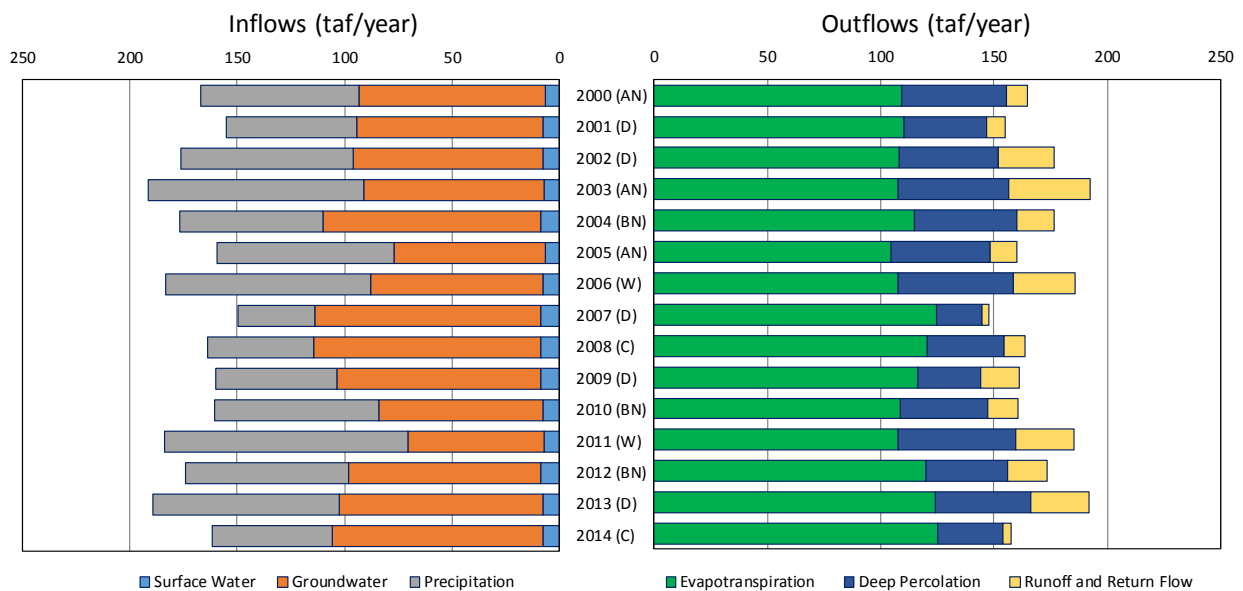 Inflows (taf/year) Outflows (taf/year)
250 200 150 100 50 0 0 50 100 150 200 250
2000 (AN)
2001 (D)
2002 (D)
2003 (AN)
2004 (BN)
2005 (AN)
2006 (W)
2007 (D)
2008 (C)
2009 (D)
2010 (BN)
2011 (W)
2012 (BN)
2013 (D)
2014 (C)
Surface Water Groundwater Precipitation Evapotranspiration Deep Percolation Runoff and Return Flow